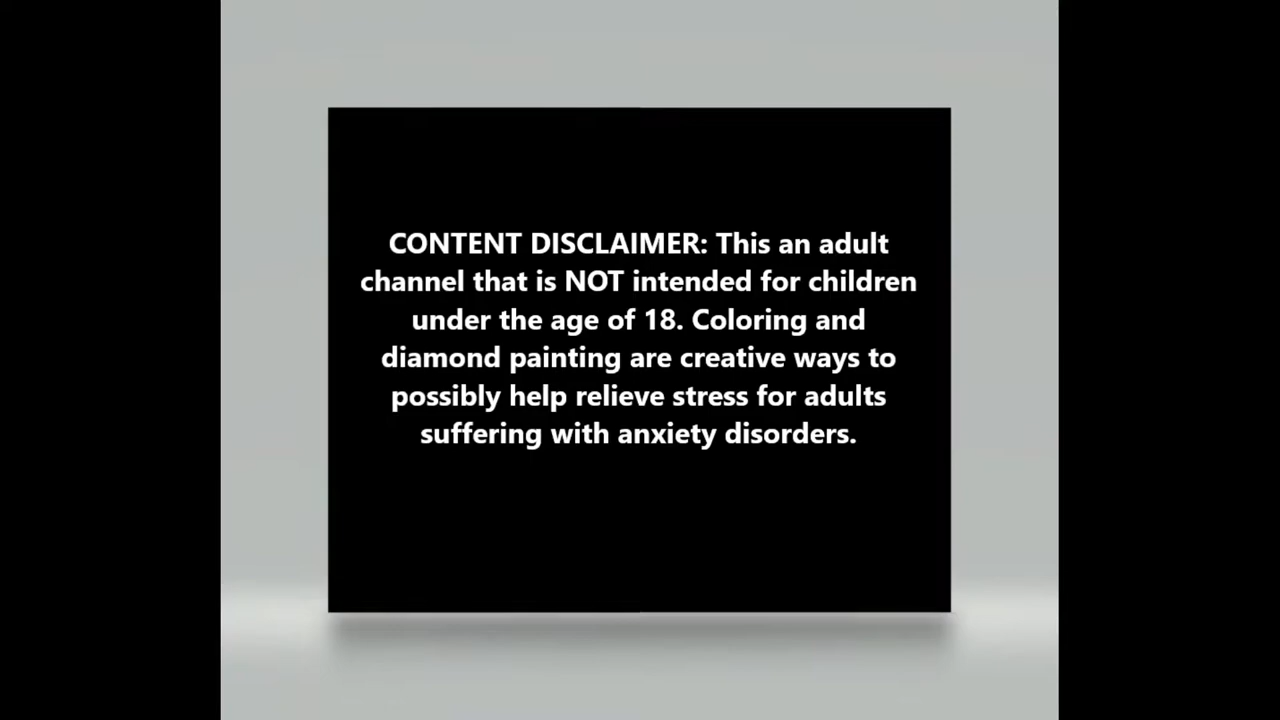 CONTENT DISCLAIMER: This an adult
channel that is NOT intended for children
under the age of 18. Coloring and
diamond painting are creative ways to
possibly help relieve stress for adults
suffering with anxiety disorders.